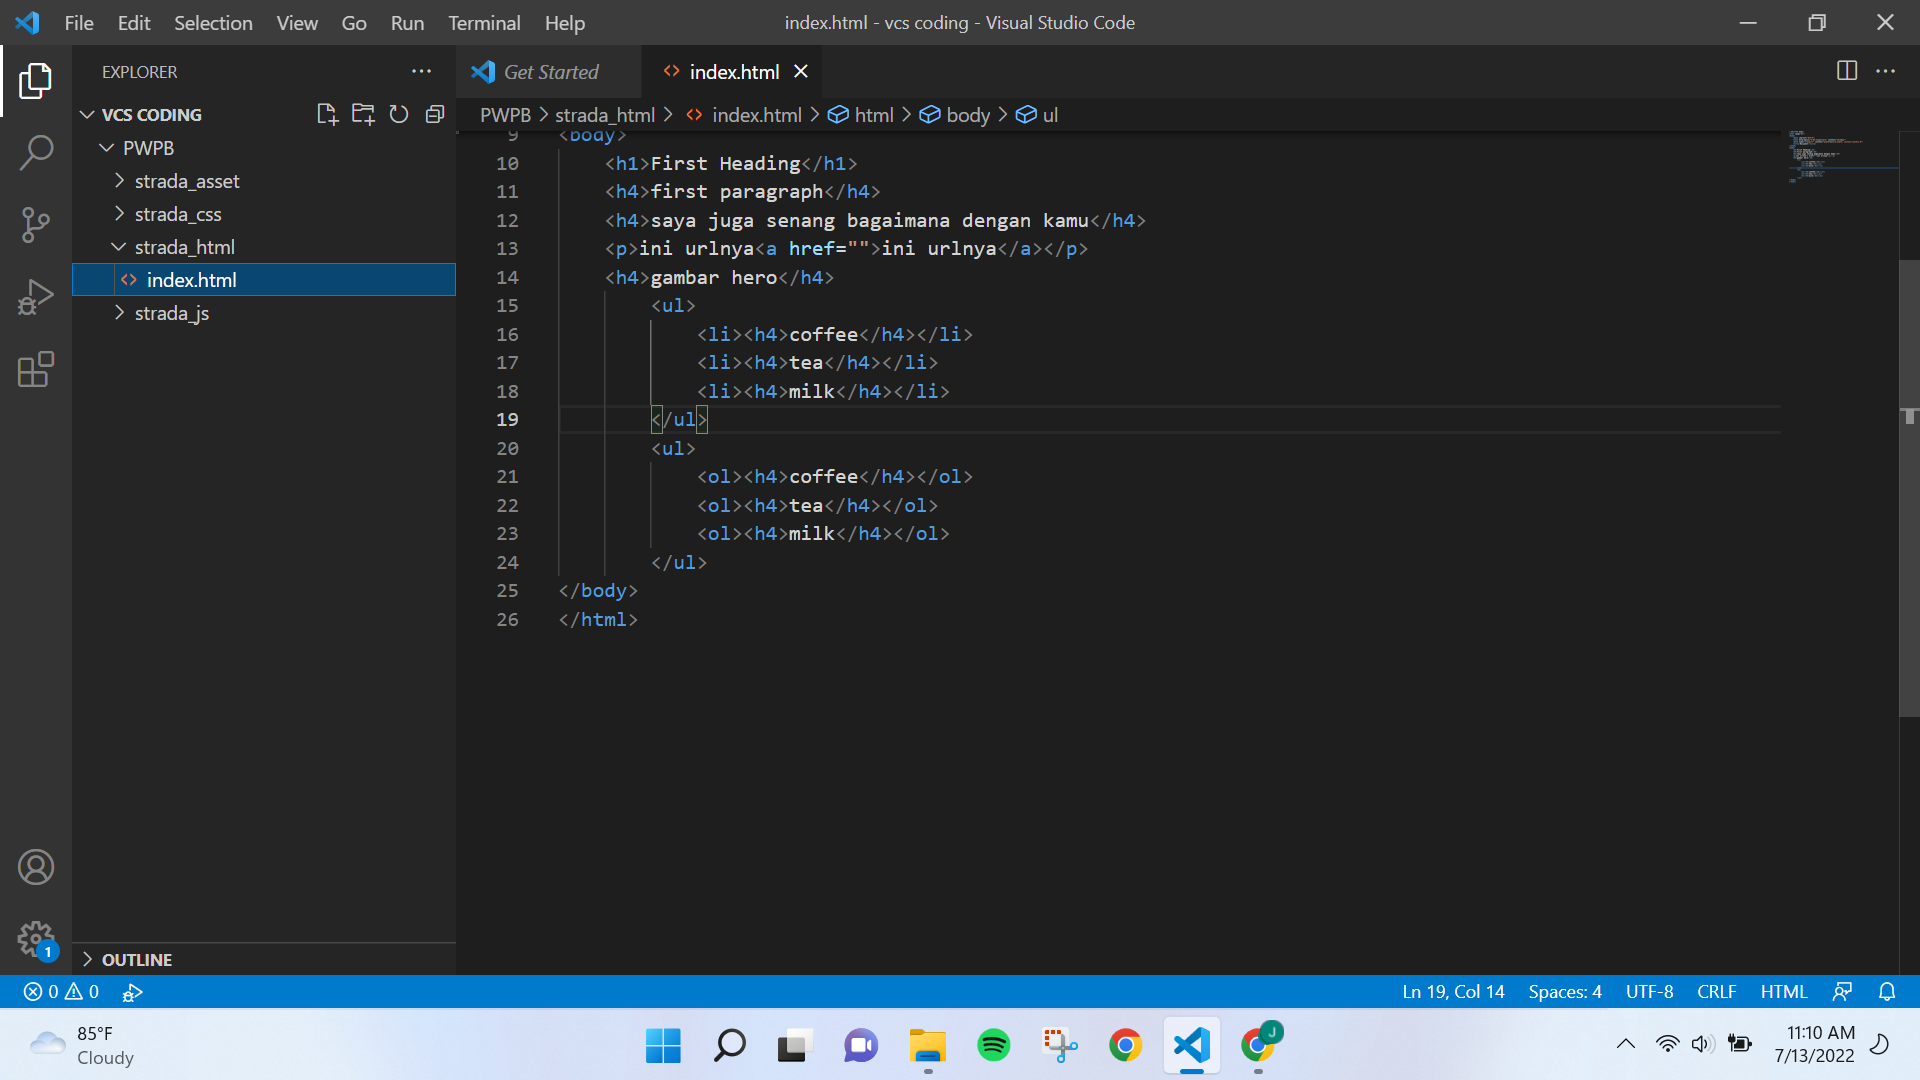 File Edit Selection View Go Run Terminal Help
index.html - vcs coding - Visual Studio Code
EXPLORER
VCS CODING
PWPB
strada_asset
strada_css
strada_html
index.html
strada_js
OUTLINE
Get Started
index.html
PWPB > strada_html > index.html > html > body > ul
9 <body>
10 <h1>First Heading</h1>
11 <h4>first paragraph</h4>
12 <h4>saya juga senang bagaimana dengan kamu</h4>
13 <p>ini urlnya<a href="">ini urlnya</a></p>
14 <h4>gambar hero</h4>
15 <ul>
16 <li><h4>coffee</h4></li>
17 <li><h4>tea</h4></li>
18 <li><h4>milk</h4></li>
19 </ul>
20 <ul>
21 <ol><h4>coffee</h4></ol>
22 <ol><h4>tea</h4></ol>
23 <ol><h4>milk</h4></ol>
24 </ul>
25 </body>
26 </html>
1
0 0
Ln 19, Col 14 Spaces: 4 UTF-8 CRLF HTML
85°F
Cloudy
J
11:10 AM
7/13/2022